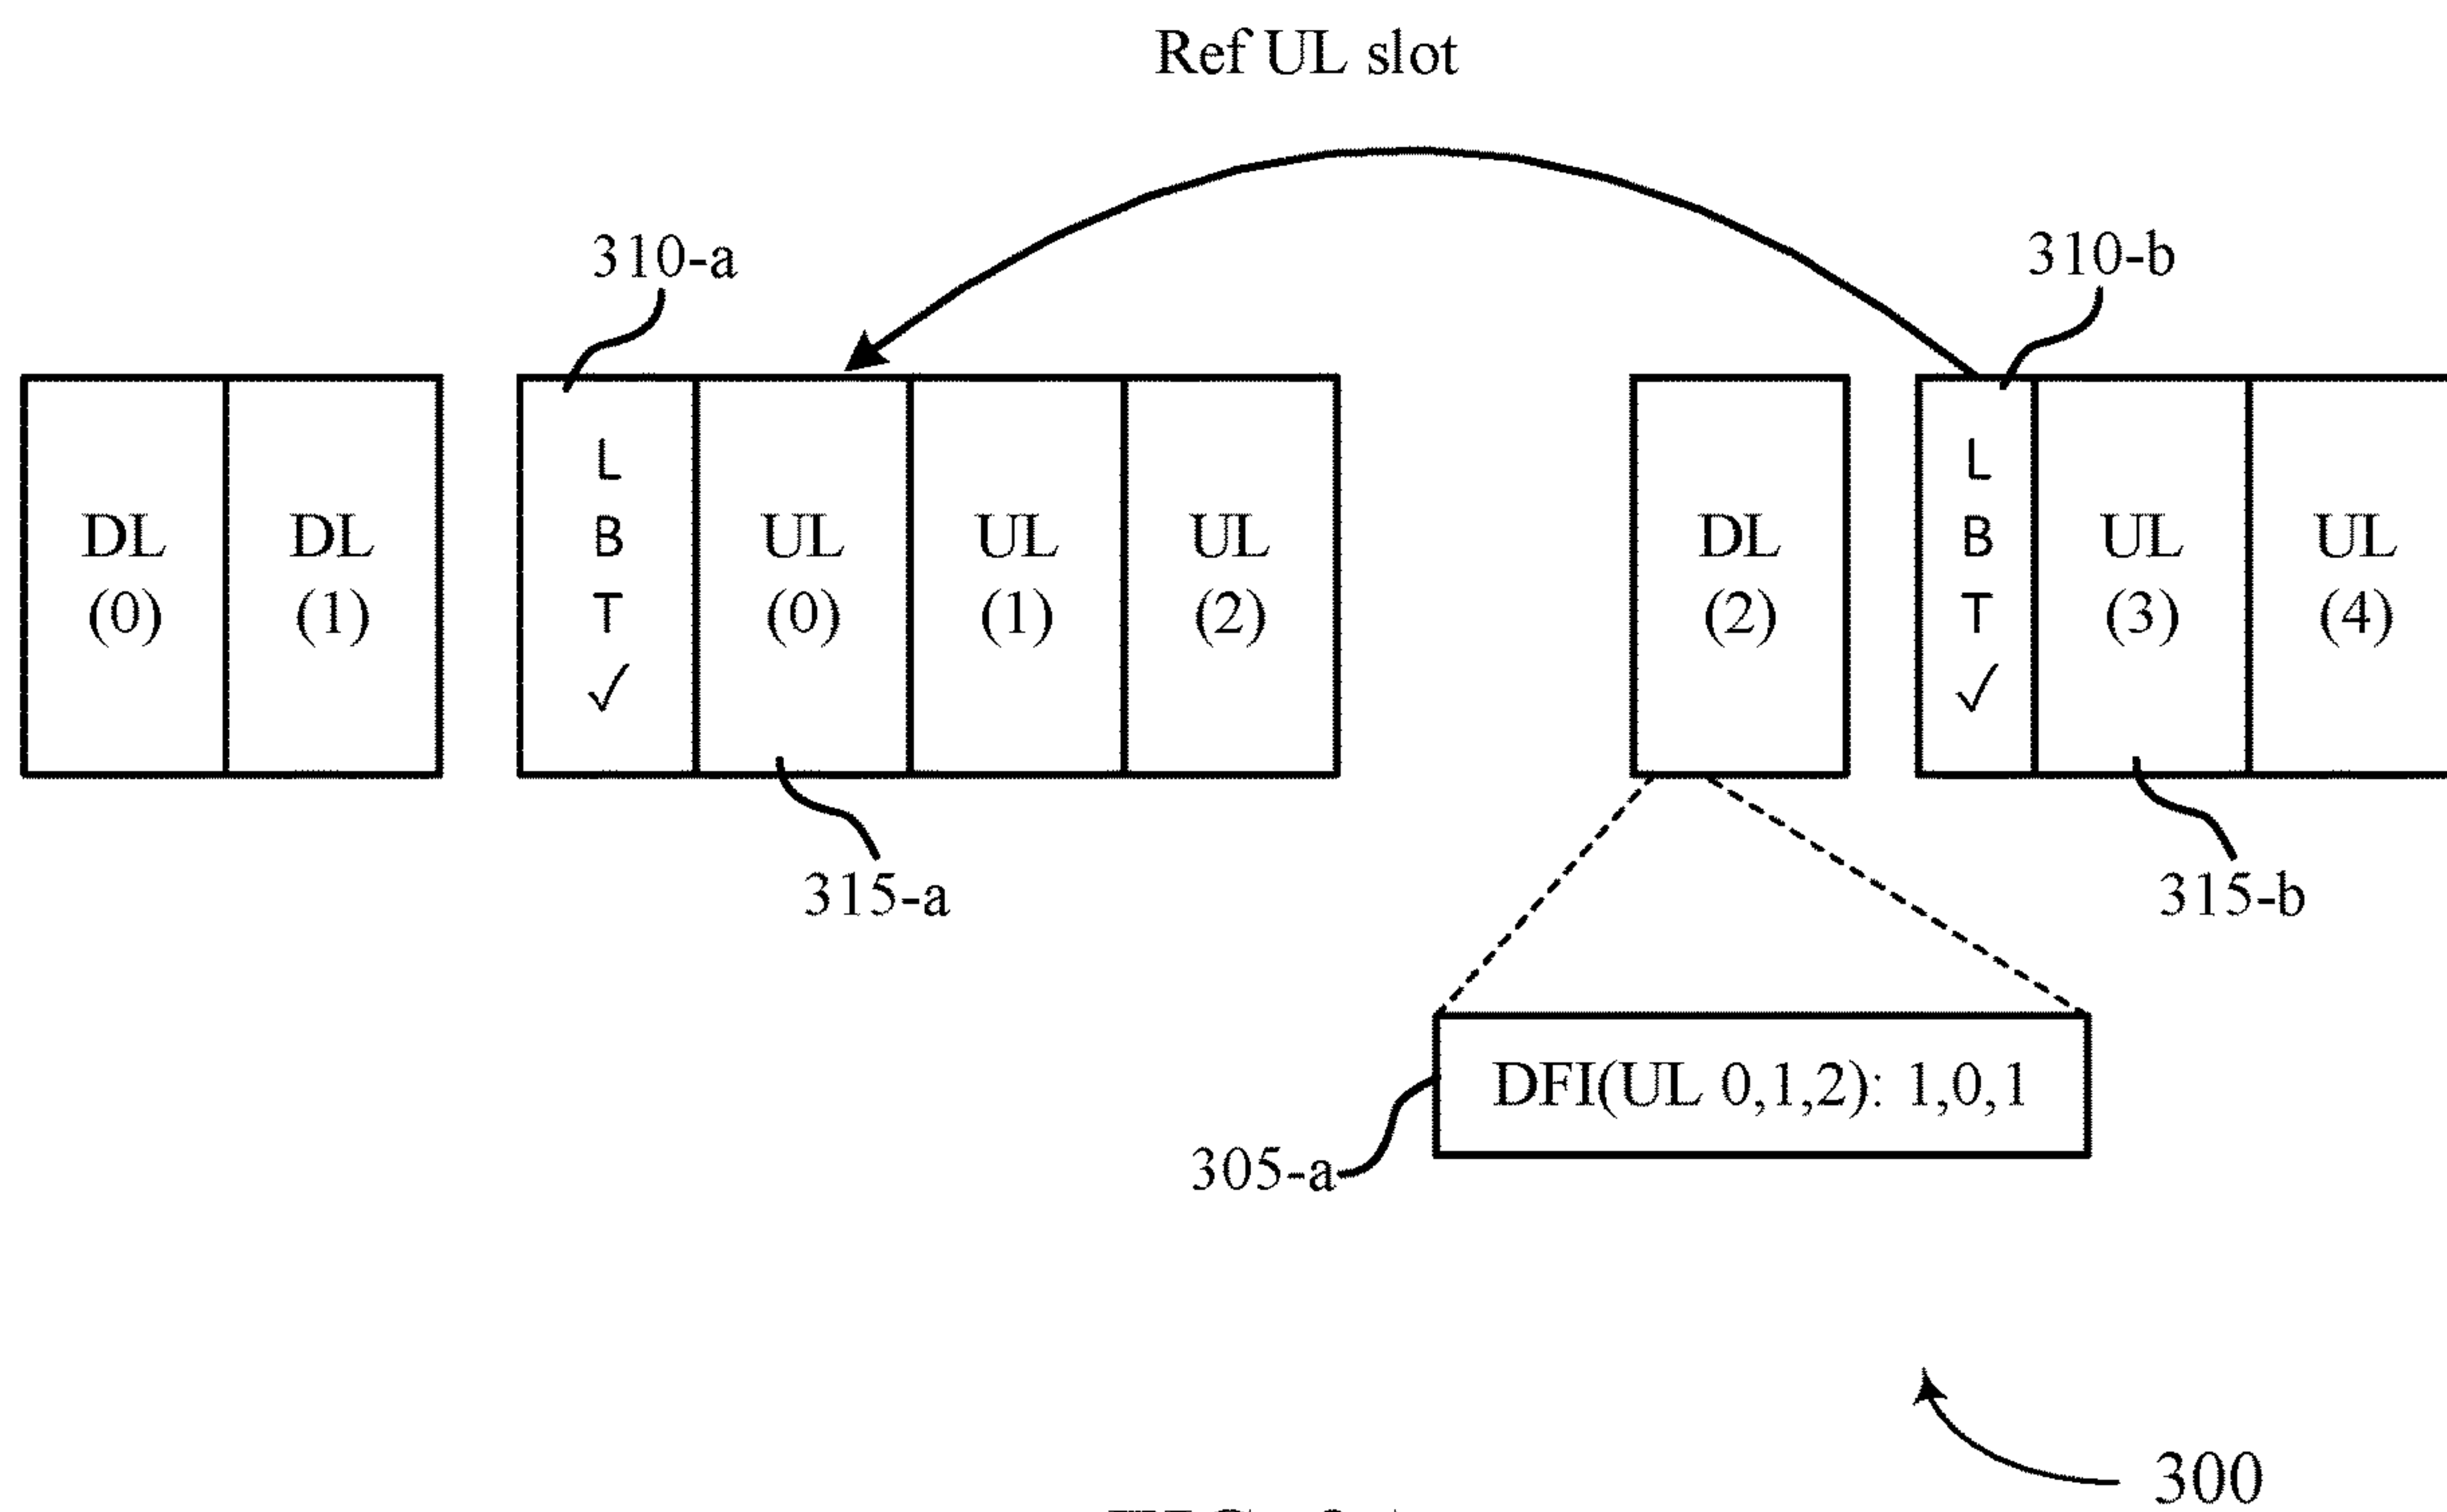 Ref UL slot
310-a
310-b
DL
(0)
DL
(1)
L
B
T
✓
UL
(0)
UL
(1)
UL
(2)
DL
(2)
L
B
T
✓
UL
(3)
UL
(4)
315-a
315-b
DFI(UL 0,1,2): 1,0,1
305-a
300